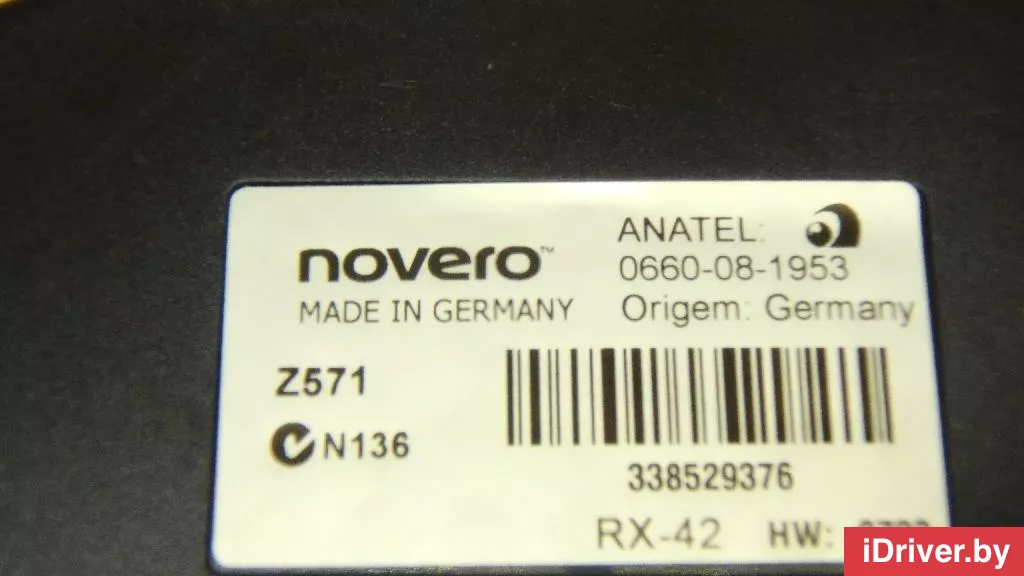 novero™
MADE IN GERMANY
ANATEL:
0660-08-1953
Origem: Germany
Z571
N136
338529376
RX-42 HW:
iDriver.by